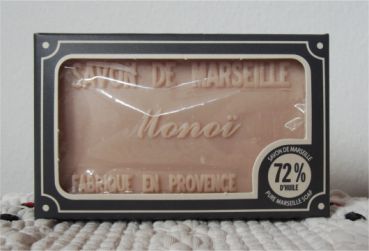 SAVON DE MARSEILLE
Monoï
FABRIQUÉ EN PROVENCE
SAVON DE MARSEILLE
72%
D'HUILE
PURE MARSEILLE SOAP